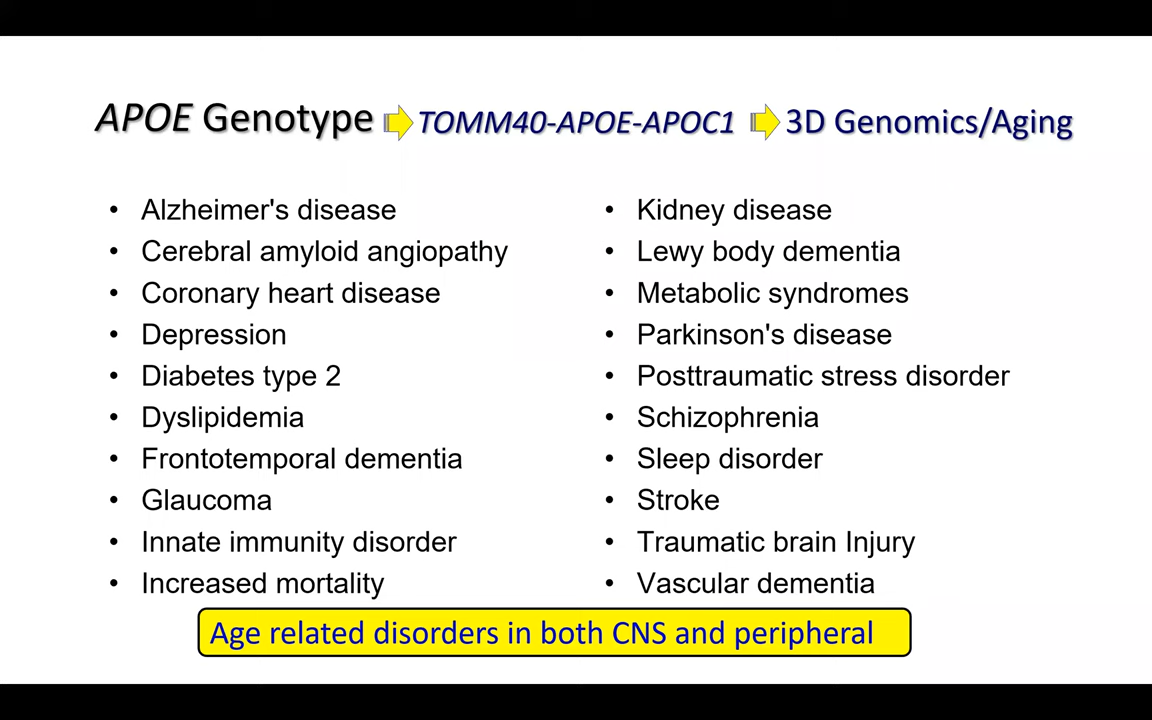 APOE Genotype TOMM40-APOE-APOC1 3D Genomics/Aging
• Alzheimer's disease
• Cerebral amyloid angiopathy
• Coronary heart disease
• Depression
• Diabetes type 2
• Dyslipidemia
• Frontotemporal dementia
• Glaucoma
• Innate immunity disorder
• Increased mortality
• Kidney disease
• Lewy body dementia
• Metabolic syndromes
• Parkinson's disease
• Posttraumatic stress disorder
• Schizophrenia
• Sleep disorder
• Stroke
• Traumatic brain Injury
• Vascular dementia
Age related disorders in both CNS and peripheral